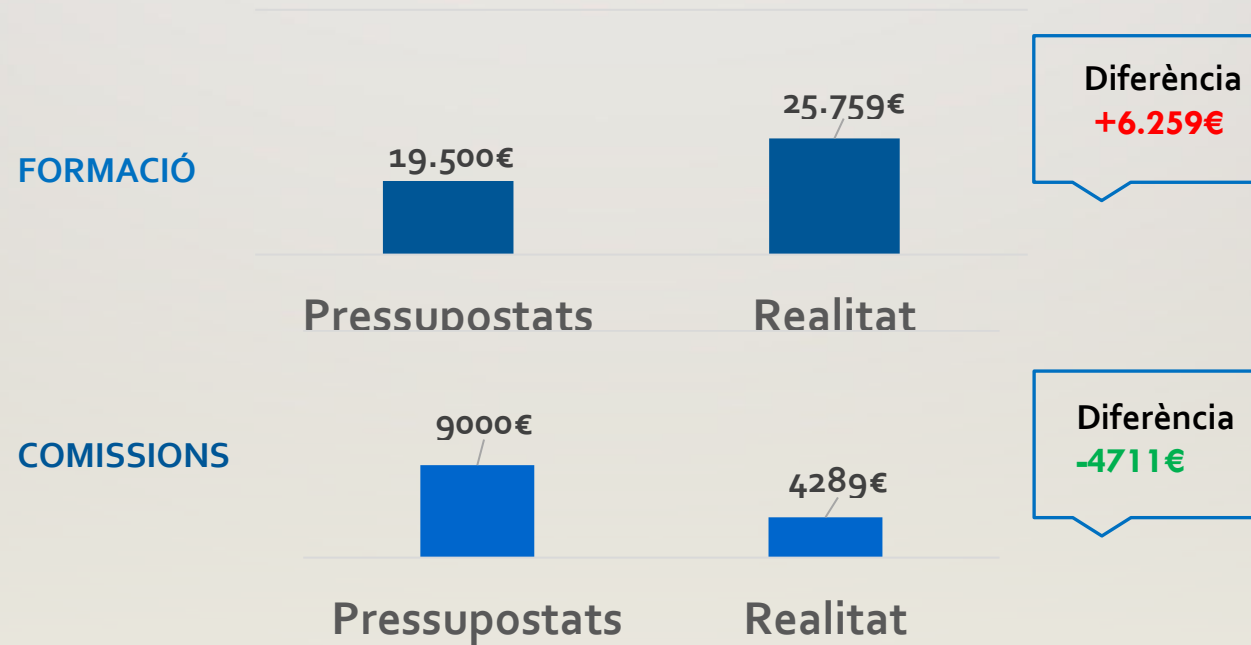 FORMACIÓ
19.500€
25.759€
Pressupostats
Realitat
Diferència
+6.259€
COMISSIONS
9000€
4289€
Pressupostats
Realitat
Diferència
-4711€